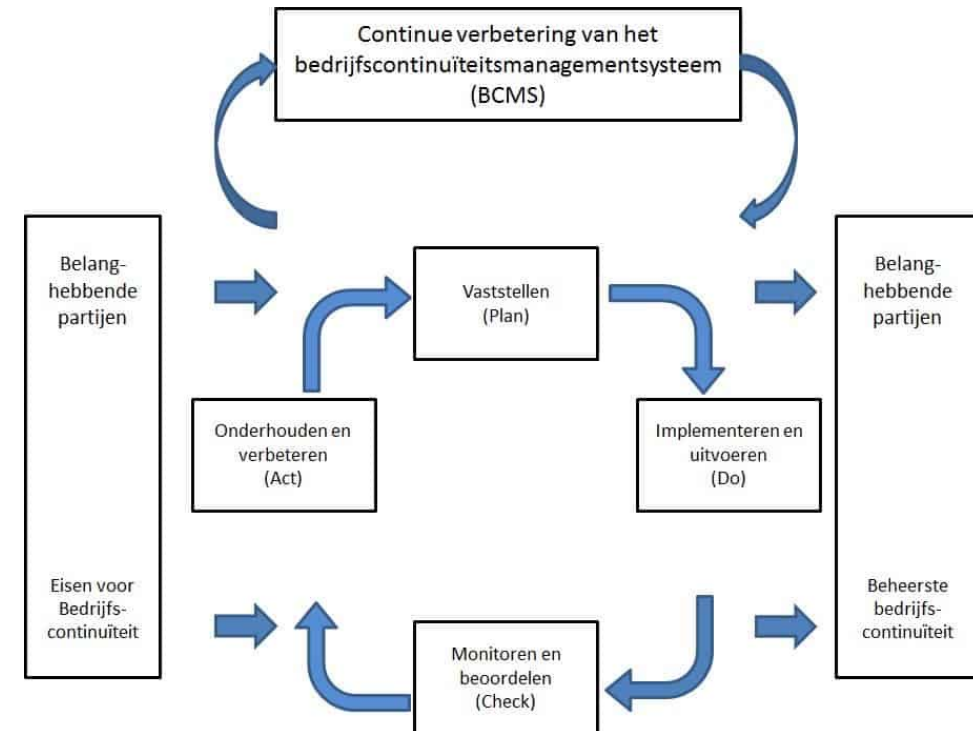 Continue verbetering van het
bedrijfscontinuïteitsmanagementsysteem
(BCMS)
Belang-
hebbende
partijen
Eisen voor
Bedrijfs-
continuïteit
Vaststellen
(Plan)
Implementeren en
uitvoeren
(Do)
Monitoren en
beoordelen
(Check)
Onderhouden en
verbeteren
(Act)
Belang-
hebbende
partijen
Beheerste
bedrijfs-
continuïteit